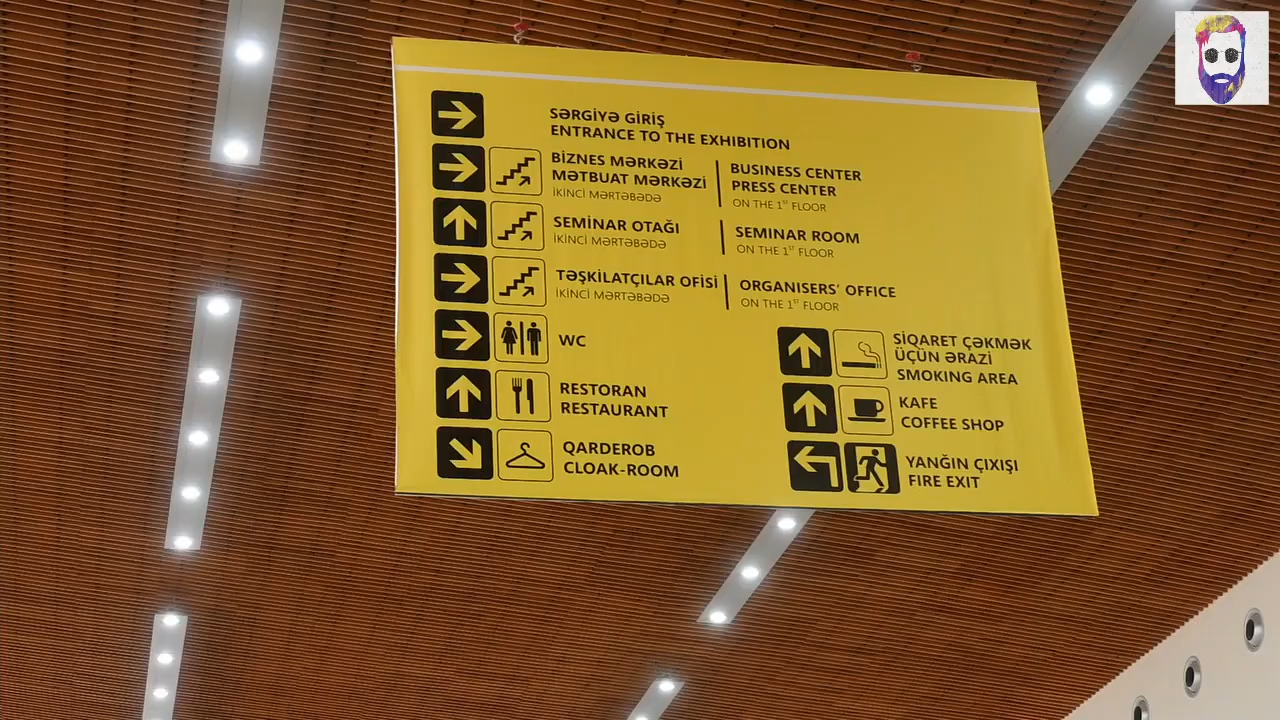 SƏRGİYƏ GİRİŞ
ENTRANCE TO THE EXHIBITION
BİZNES MƏRKƏZİ
MƏTBUAT MƏRKƏZİ
İKİNCİ MƏRTƏBƏDƏ
BUSINESS CENTER
PRESS CENTER
ON THE 1ST FLOOR
SEMİNAR OTAĞI
İKİNCİ MƏRTƏBƏDƏ
SEMINAR ROOM
ON THE 1ST FLOOR
TƏŞKİLATÇILAR OFİSİ
İKİNCİ MƏRTƏBƏDƏ
ORGANISERS' OFFICE
ON THE 1ST FLOOR
WC
RESTORAN
RESTAURANT
QARDEROB
CLOAK-ROOM
SİQARET ÇƏKMƏK
ÜÇÜN ƏRAZİ
SMOKING AREA
KAFE
COFFEE SHOP
YANĞIN ÇIXIŞI
FIRE EXIT